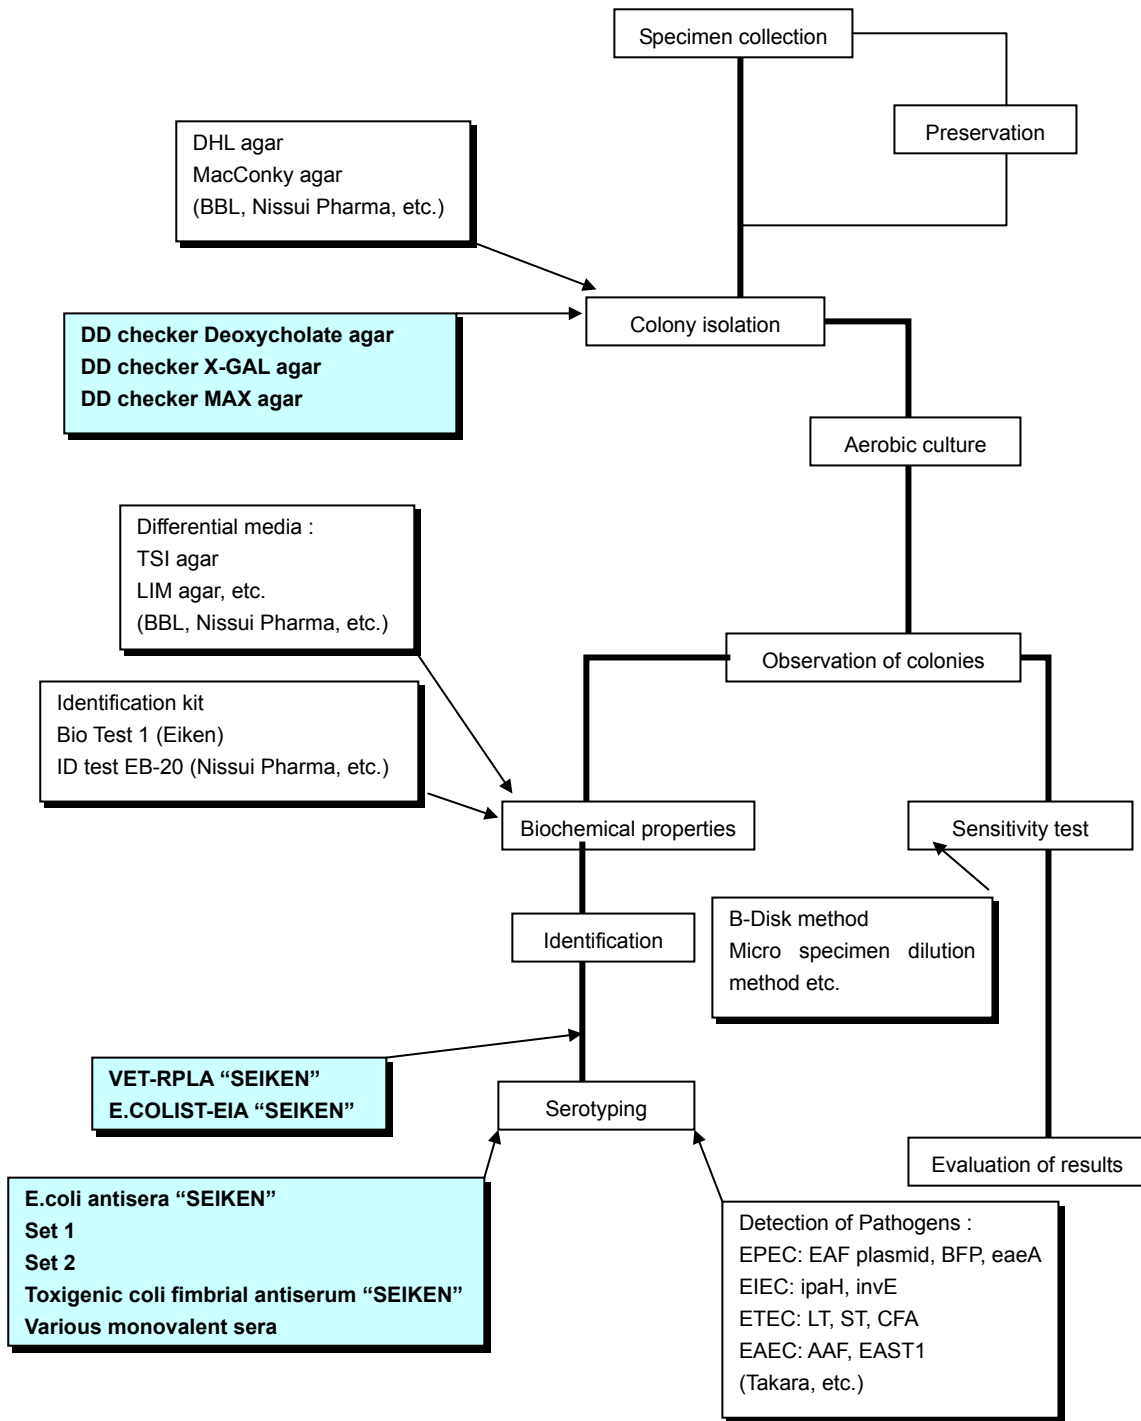 Specimen collection
Preservation
DHL agar
MacConky agar
(BBL, Nissui Pharma, etc.)
Colony isolation
DD checker Deoxycholate agar
DD checker X-GAL agar
DD checker MAX agar
Aerobic culture
Differential media :
TSI agar
LIM agar, etc.
(BBL, Nissui Pharma, etc.)
Observation of colonies
Identification kit
Bio Test 1 (Eiken)
ID test EB-20 (Nissui Pharma, etc.)
Biochemical properties
Sensitivity test
B-Disk method
Micro specimen dilution
method etc.
Identification
VET-RPLA “SEIKEN”
E.COLIST-EIA “SEIKEN”
Serotyping
Evaluation of results
E.coli antisera “SEIKEN”
Set 1
Set 2
Toxigenic coli fimbrial antiserum “SEIKEN”
Various monovalent sera
Detection of Pathogens :
EPEC: EAF plasmid, BFP, eaeA
EIEC: ipaH, invE
ETEC: LT, ST, CFA
EAEC: AAF, EAST1
(Takara, etc.)